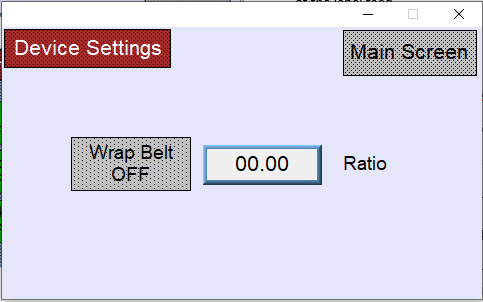 Device Settings
Main Screen
Wrap Belt
OFF
00.00
Ratio